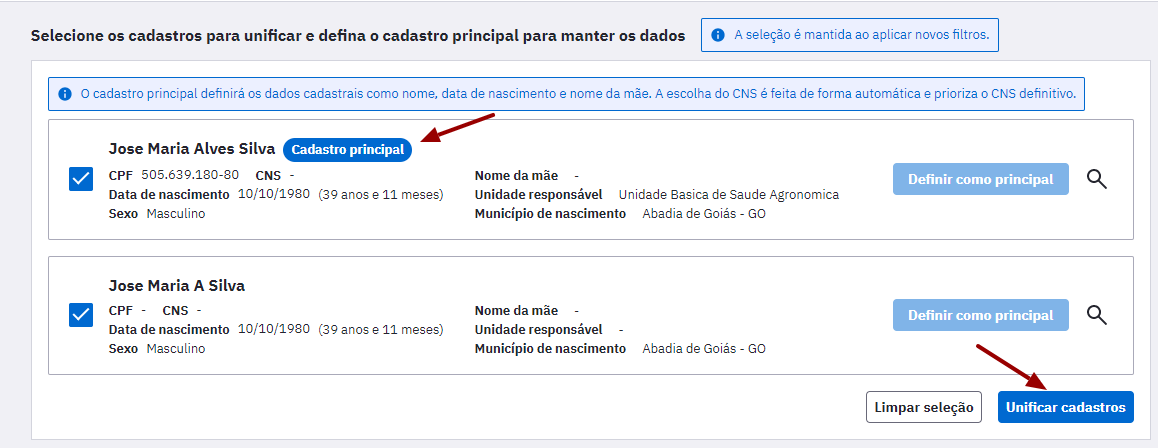 Selecione os cadastros para unificar e defina o cadastro principal para manter os dados
A seleção é mantida ao aplicar novos filtros.
O cadastro principal definirá os dados cadastrais como nome, data de nascimento e nome da mãe. A escolha do CNS é feita de forma automática e prioriza o CNS definitivo.
Jose Maria Alves Silva Cadastro principal
CPF 505.639.180-80 CNS - Nome da mãe -
Data de nascimento 10/10/1980 (39 anos e 11 meses) Unidade responsável Unidade Basica de Saude Agronomica
Sexo Masculino Município de nascimento Abadia de Goiás - GO
Definir como principal
Jose Maria A Silva
CPF - CNS - Nome da mãe -
Data de nascimento 10/10/1980 (39 anos e 11 meses) Unidade responsável -
Sexo Masculino Município de nascimento Abadia de Goiás - GO
Definir como principal
Limpar seleção Unificar cadastros